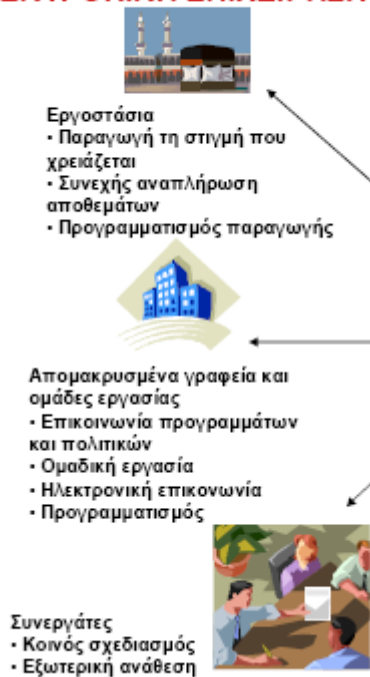 Εργοστάσια
• Παραγωγή τη στιγμή που
χρειάζεται
• Συνεχής αναπλήρωση
αποθεμάτων
• Προγραμματισμός παραγωγής
Απομακρυσμένα γραφεία και
ομάδες εργασίας
• Επικοινωνία προγραμμάτων
και πολιτικών
• Ομαδική εργασία
• Ηλεκτρονική επικονωνία
• Προγραμματισμός
Συνεργάτες
• Κοινός σχεδιασμός
• Εξωτερική ανάθεση